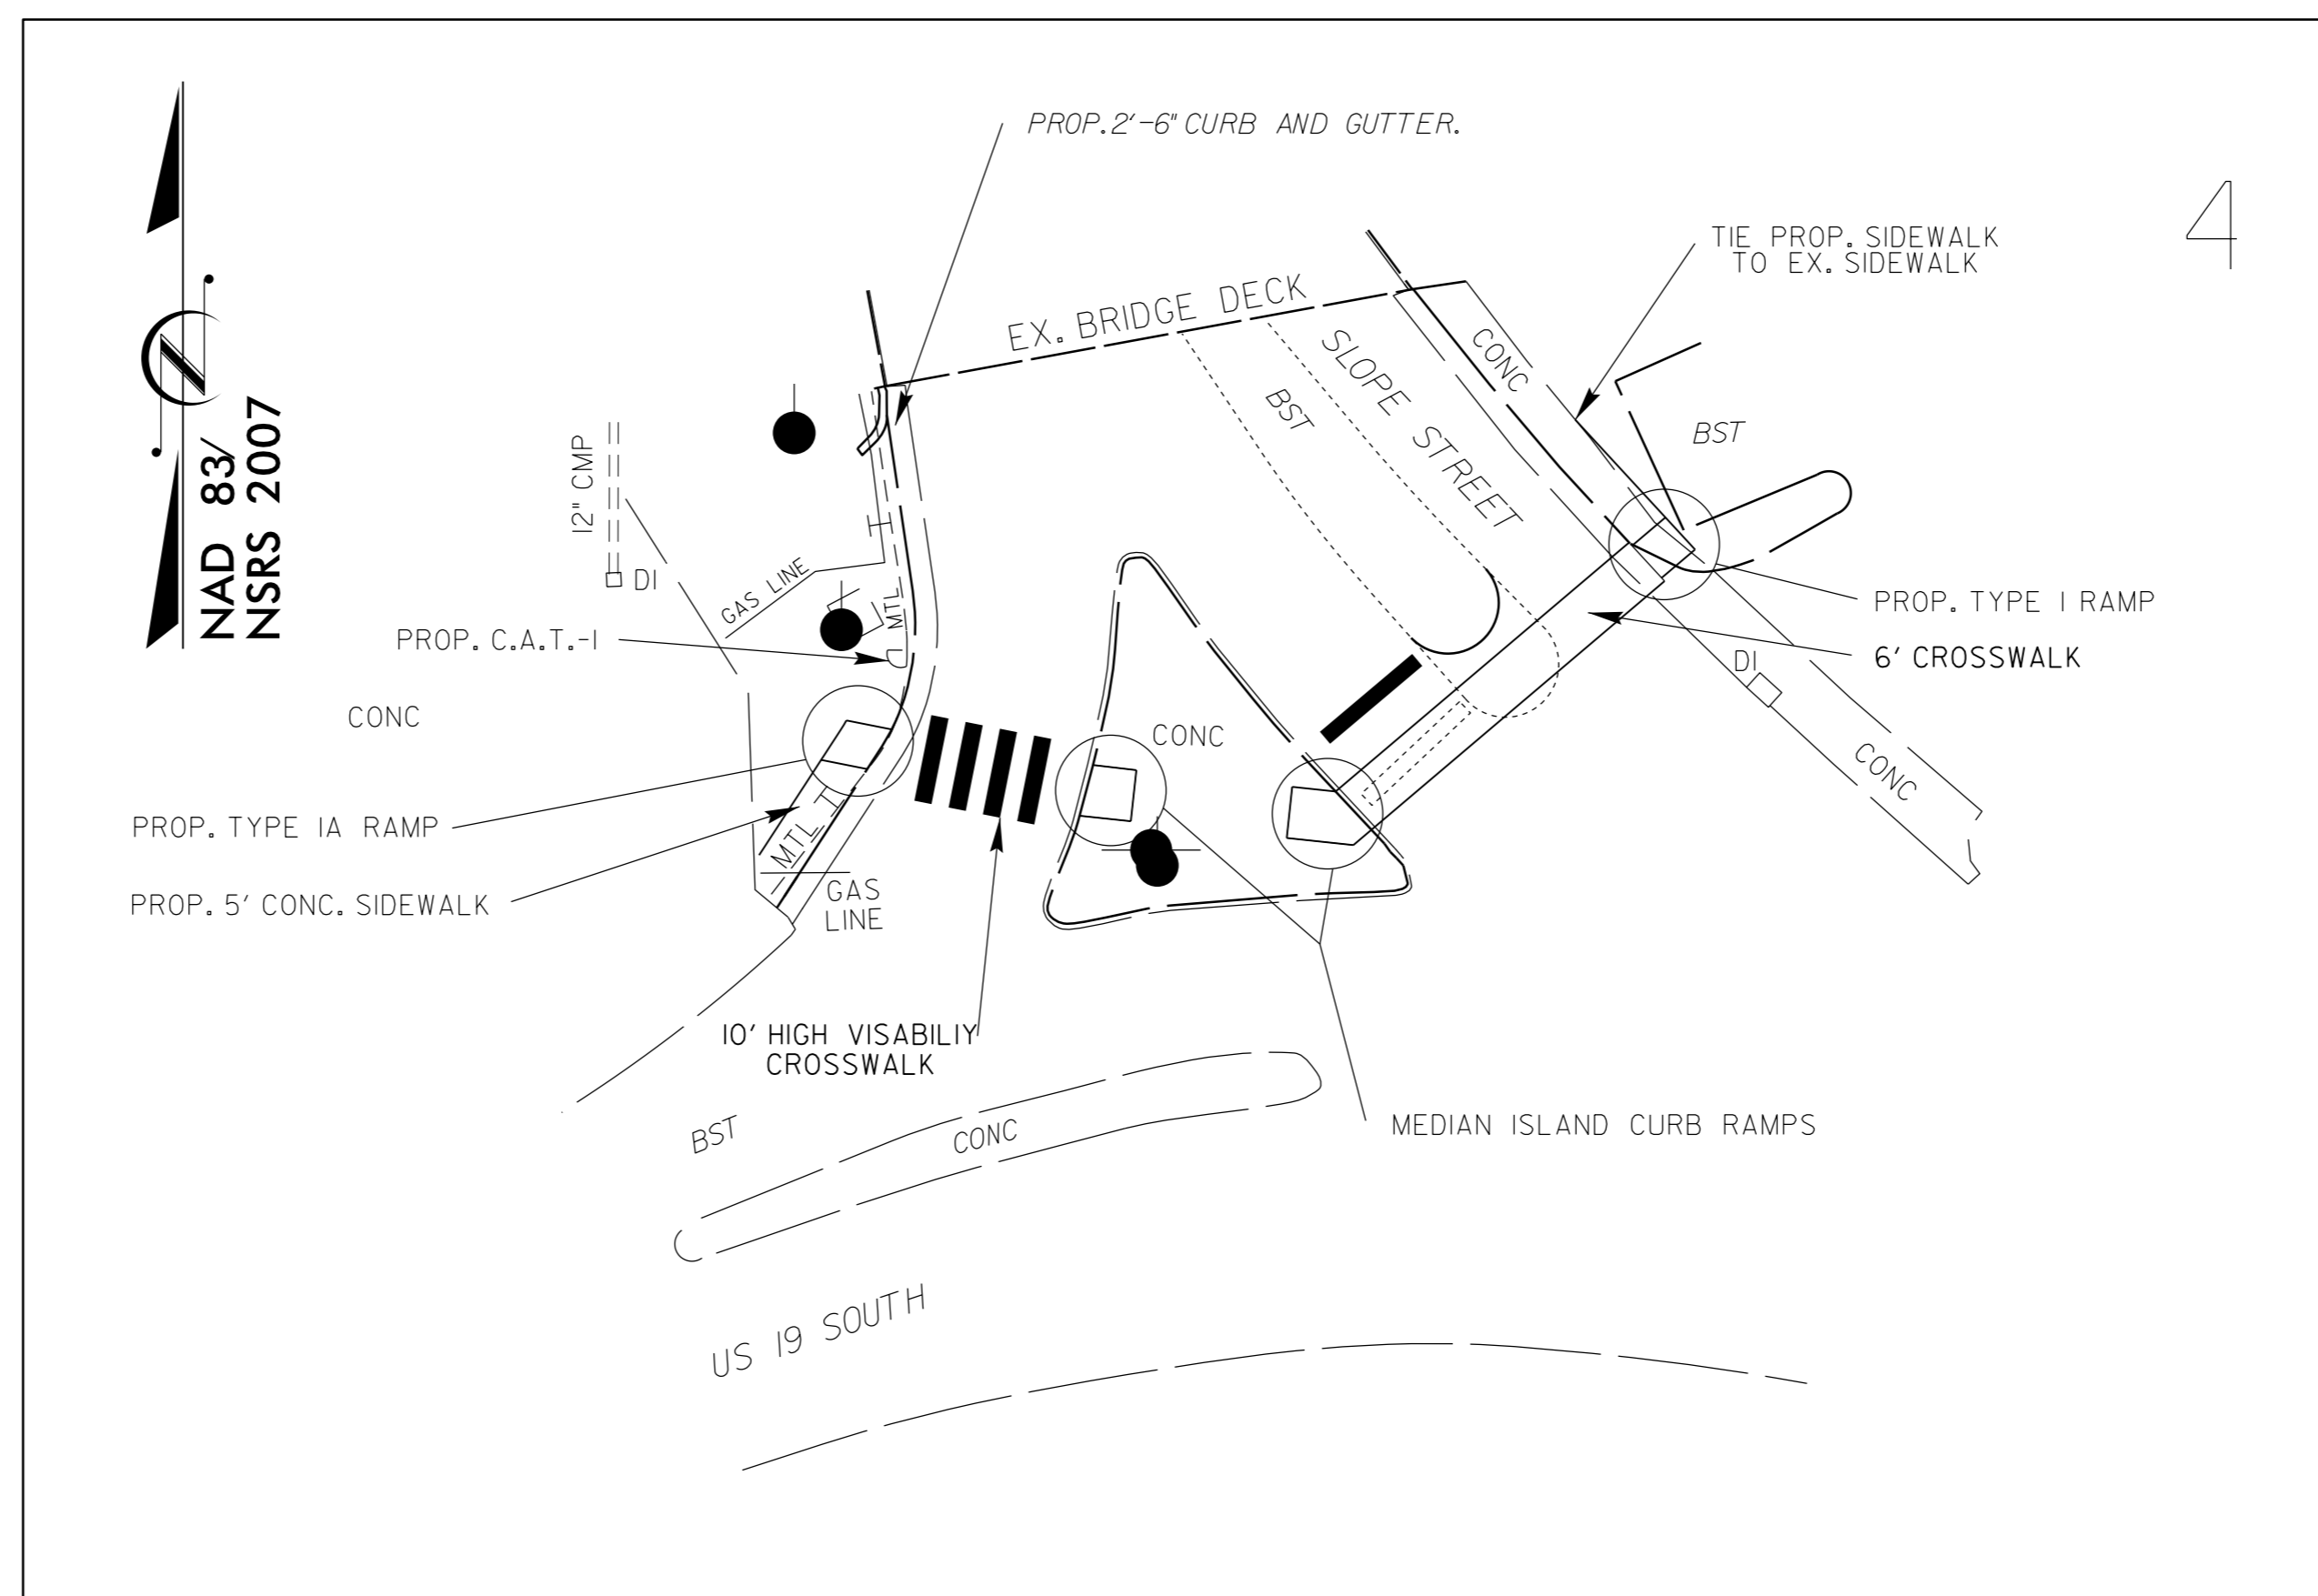 PROP. 2'-6" CURB AND GUTTER.
4
TIE PROP. SIDEWALK
TO EX. SIDEWALK
EX. BRIDGE DECK
SLOPE STREET
CONC
BST
BST
NAD 83/
NSRS 2007
12" CMP
DI
GAS LINE
MTL
PROP. C.A.T.-1
PROP. TYPE 1 RAMP
6' CROSSWALK
DI
CONC
CONC
CONC
PROP. TYPE 1A RAMP
MTL
PROP. 5' CONC. SIDEWALK
GAS
LINE
10' HIGH VISABILIY
CROSSWALK
MEDIAN ISLAND CURB RAMPS
BST
CONC
US 19 SOUTH
N